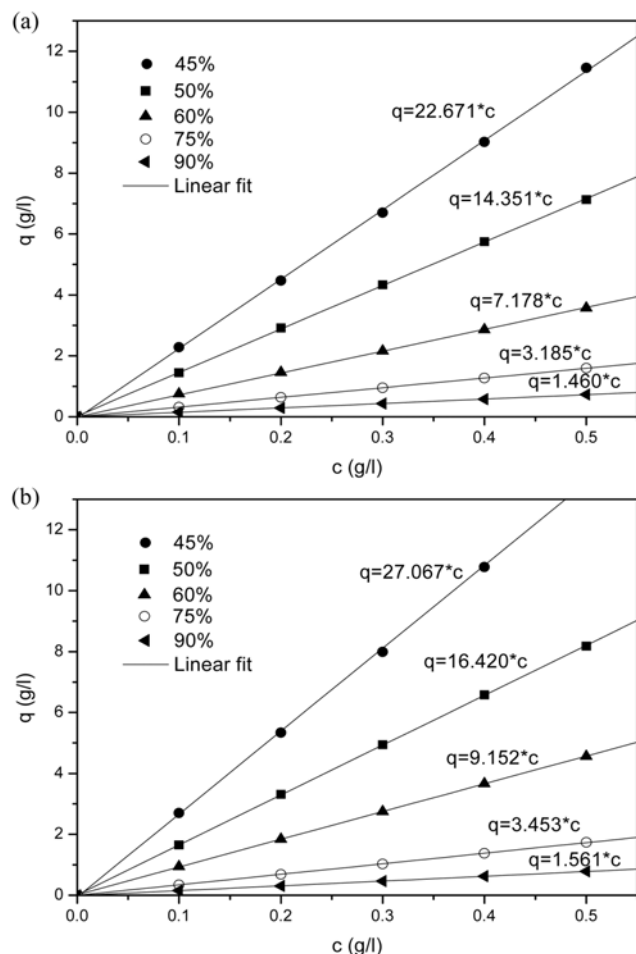 (a)
12
10
8
6
4
2
0
q (g/l)
45%
50%
60%
75%
90%
Linear fit
q=22.671*c
q=14.351*c
q=7.178*c
q=3.185*c
q=1.460*c
0.0 0.1 0.2 0.3 0.4 0.5
c (g/l)
(b)
12
10
8
6
4
2
0
q (g/l)
45%
50%
60%
75%
90%
Linear fit
q=27.067*c
q=16.420*c
q=9.152*c
q=3.453*c
q=1.561*c
0.0 0.1 0.2 0.3 0.4 0.5
c (g/l)